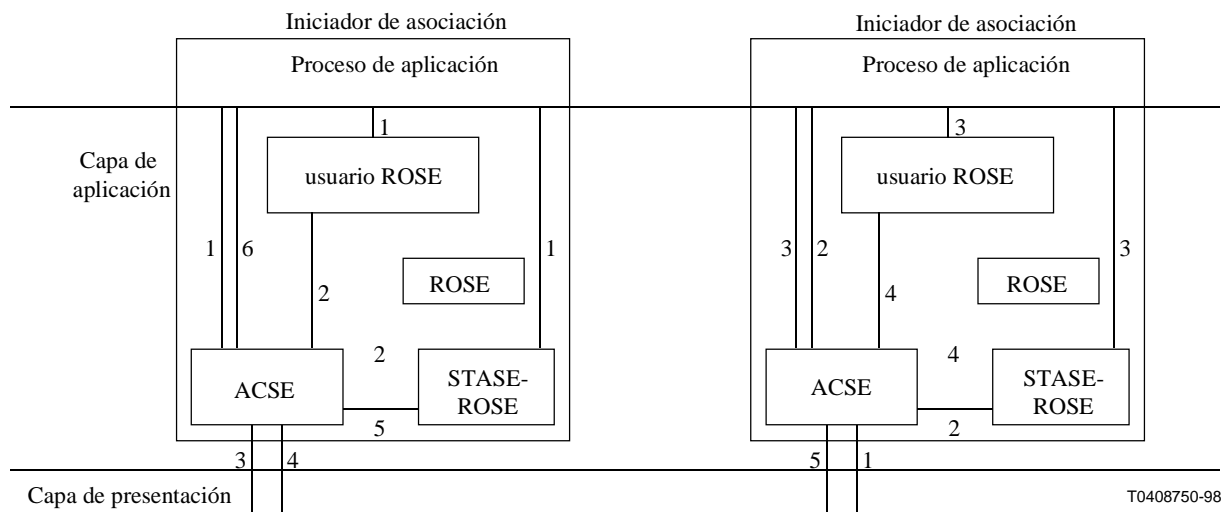 Iniciador de asociación
Iniciador de asociación
Proceso de aplicación
Proceso de aplicación
1
3
Capa de
aplicación
usuario ROSE
usuario ROSE
1
6
1
3
2
3
2
ROSE
4
ROSE
2
4
ACSE
STASE-
ROSE
ACSE
STASE-
ROSE
5
2
3
4
5
1
Capa de presentación
T0408750-98